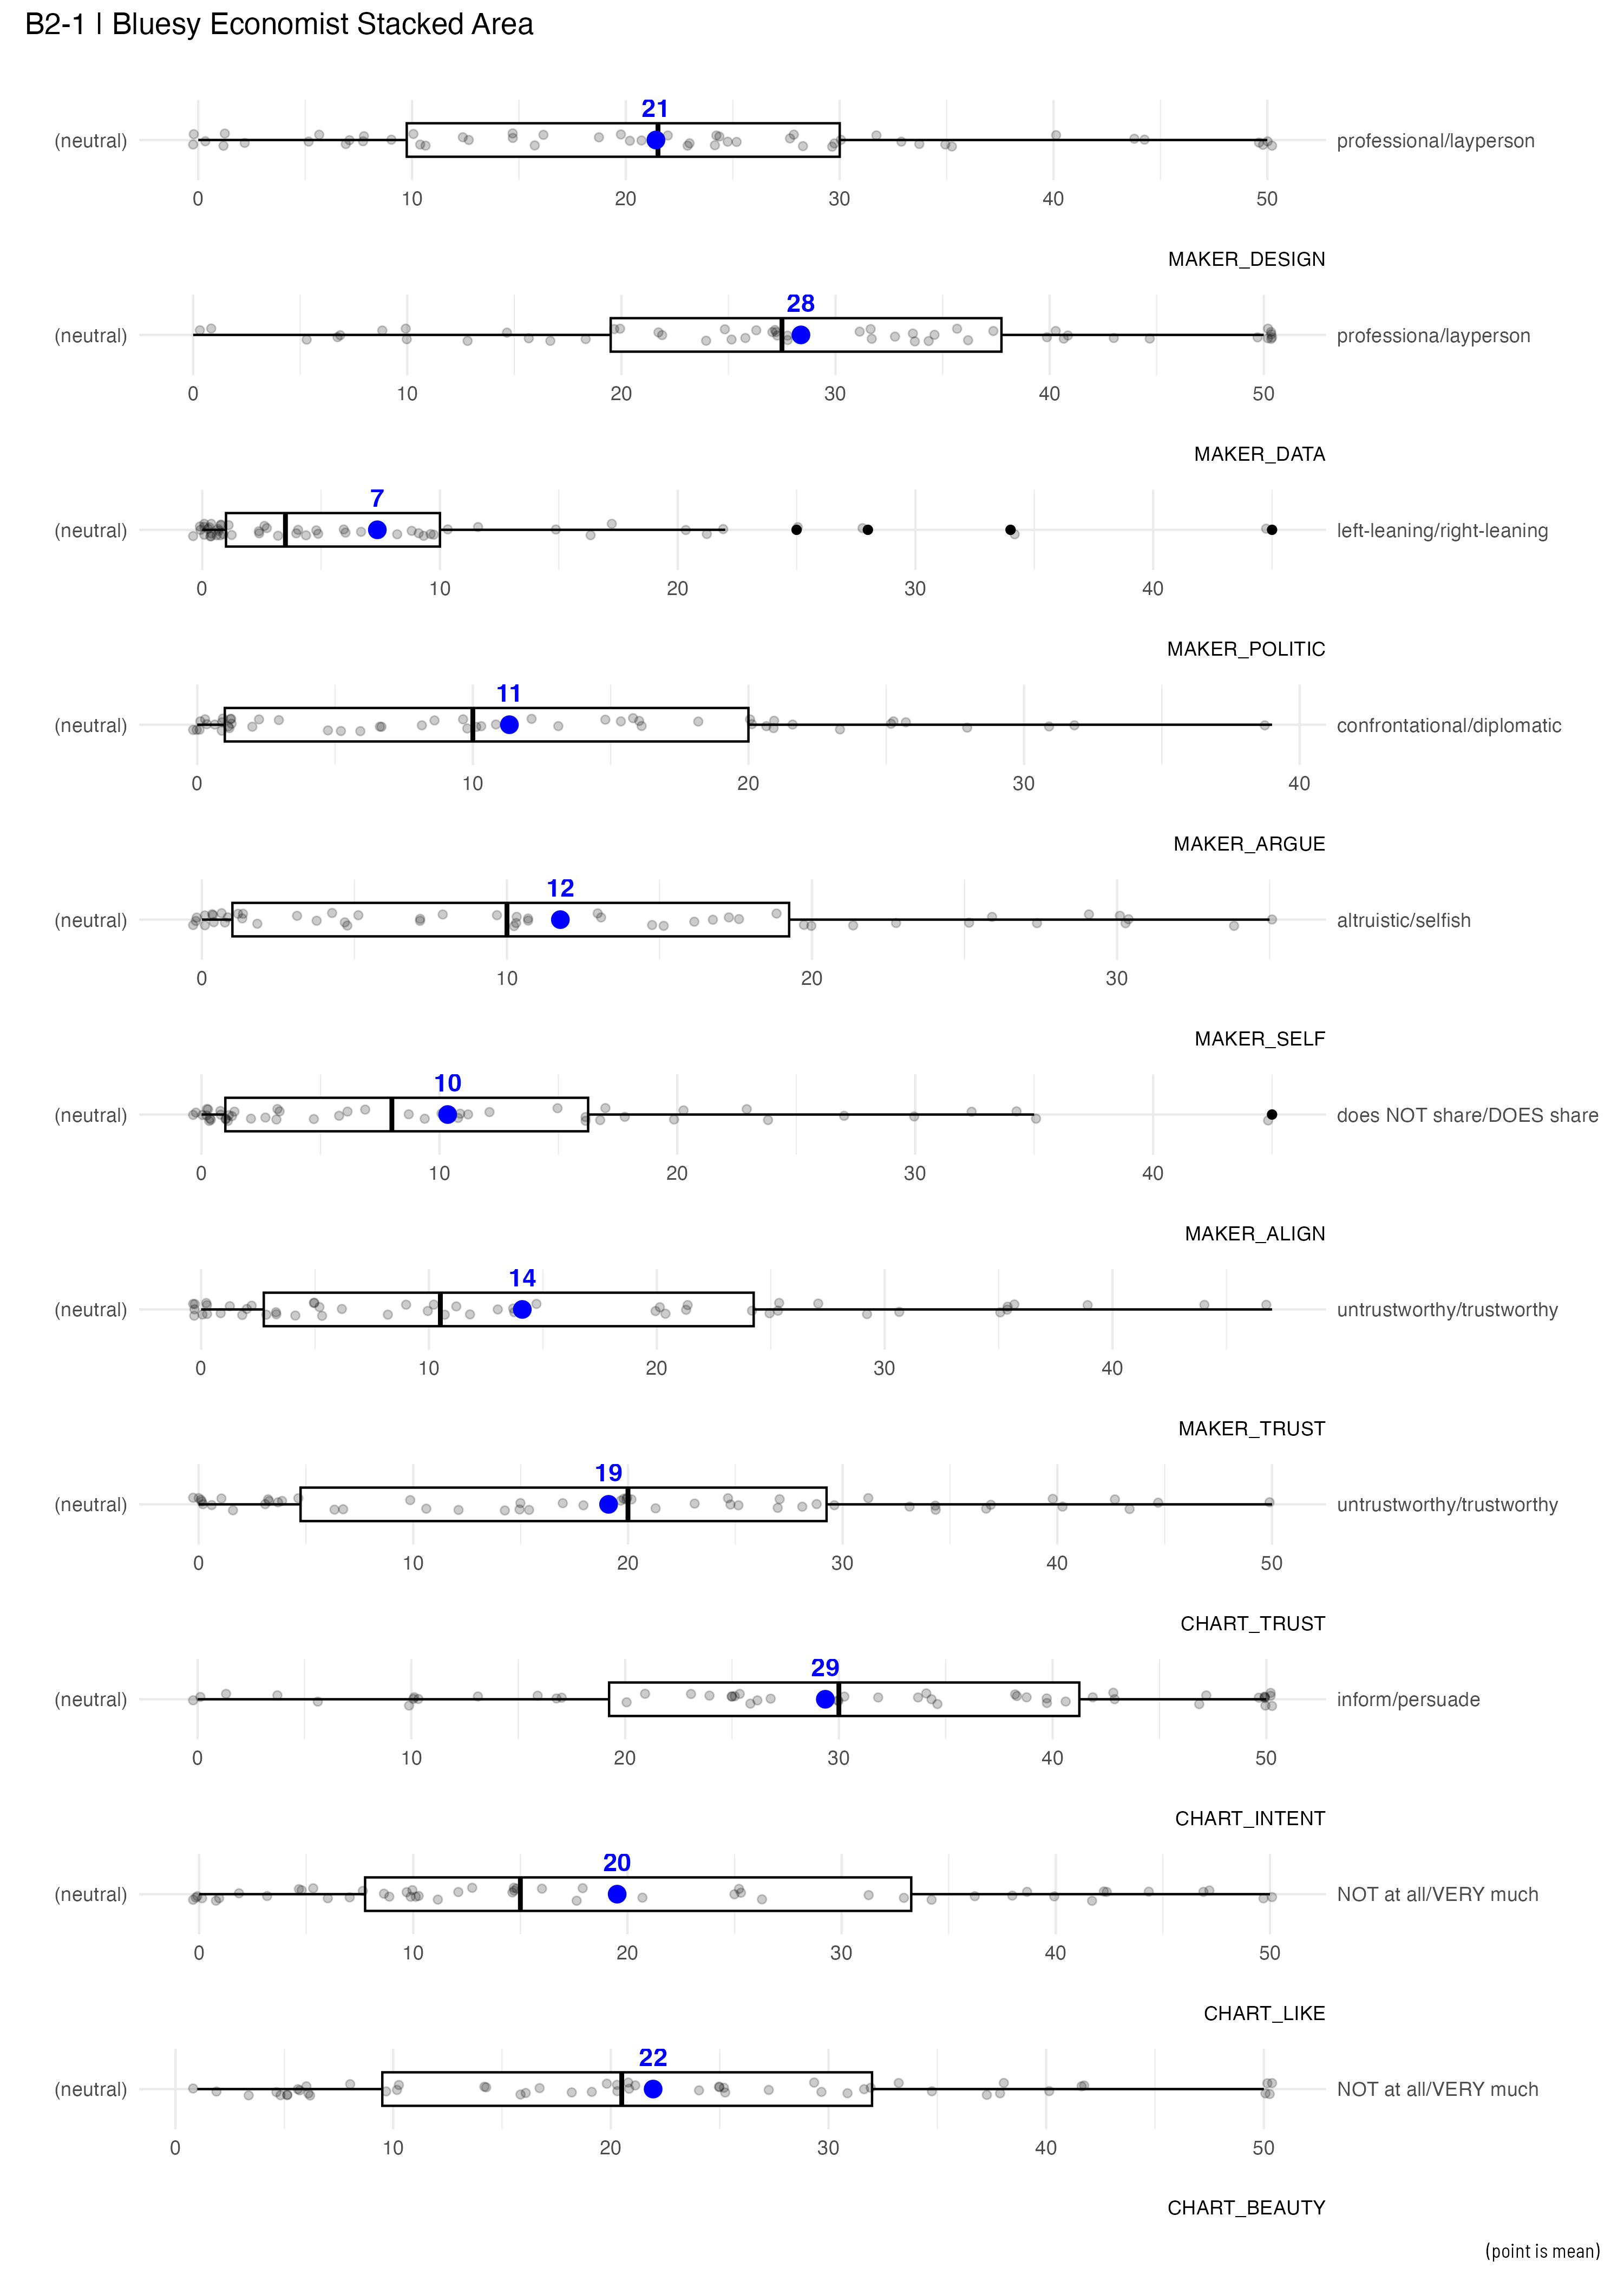 B2-1 | Bluesy Economist Stacked Area
21
(neutral) professional/layperson
0 10 20 30 40 50
MAKER_DESIGN
28
(neutral) professiona/layperson
0 10 20 30 40 50
MAKER_DATA
7
(neutral) left-leaning/right-leaning
0 10 20 30 40
MAKER_POLITIC
11
(neutral) confrontational/diplomatic
0 10 20 30 40
MAKER_ARGUE
12
(neutral) altruistic/selfish
0 10 20 30
MAKER_SELF
10
(neutral) does NOT share/DOES share
0 10 20 30 40
MAKER_ALIGN
14
(neutral) untrustworthy/trustworthy
0 10 20 30 40
MAKER_TRUST
19
(neutral) untrustworthy/trustworthy
0 10 20 30 40 50
CHART_TRUST
29
(neutral) inform/persuade
0 10 20 30 40 50
CHART_INTENT
20
(neutral) NOT at all/VERY much
0 10 20 30 40 50
CHART_LIKE
22
(neutral) NOT at all/VERY much
0 10 20 30 40 50
CHART_BEAUTY
(point is mean)